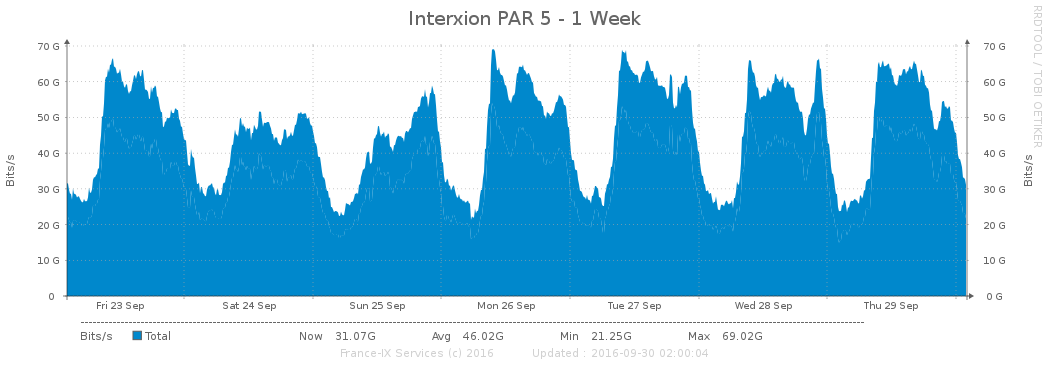 Interxion PAR 5 - 1 Week
RRDTOOL / TOBI OETIKER
Bits/s
70 G 70 G
60 G 60 G
50 G 50 G
40 G 40 G
30 G 30 G
20 G 20 G
10 G 10 G
0 0 G
Bits/s
Fri 23 Sep Sat 24 Sep Sun 25 Sep Mon 26 Sep Tue 27 Sep Wed 28 Sep Thu 29 Sep
Bits/s Total Now 31.07G Avg 46.02G Min 21.25G Max 69.02G
France-IX Services (c) 2016 Updated : 2016-09-30 02:00:04